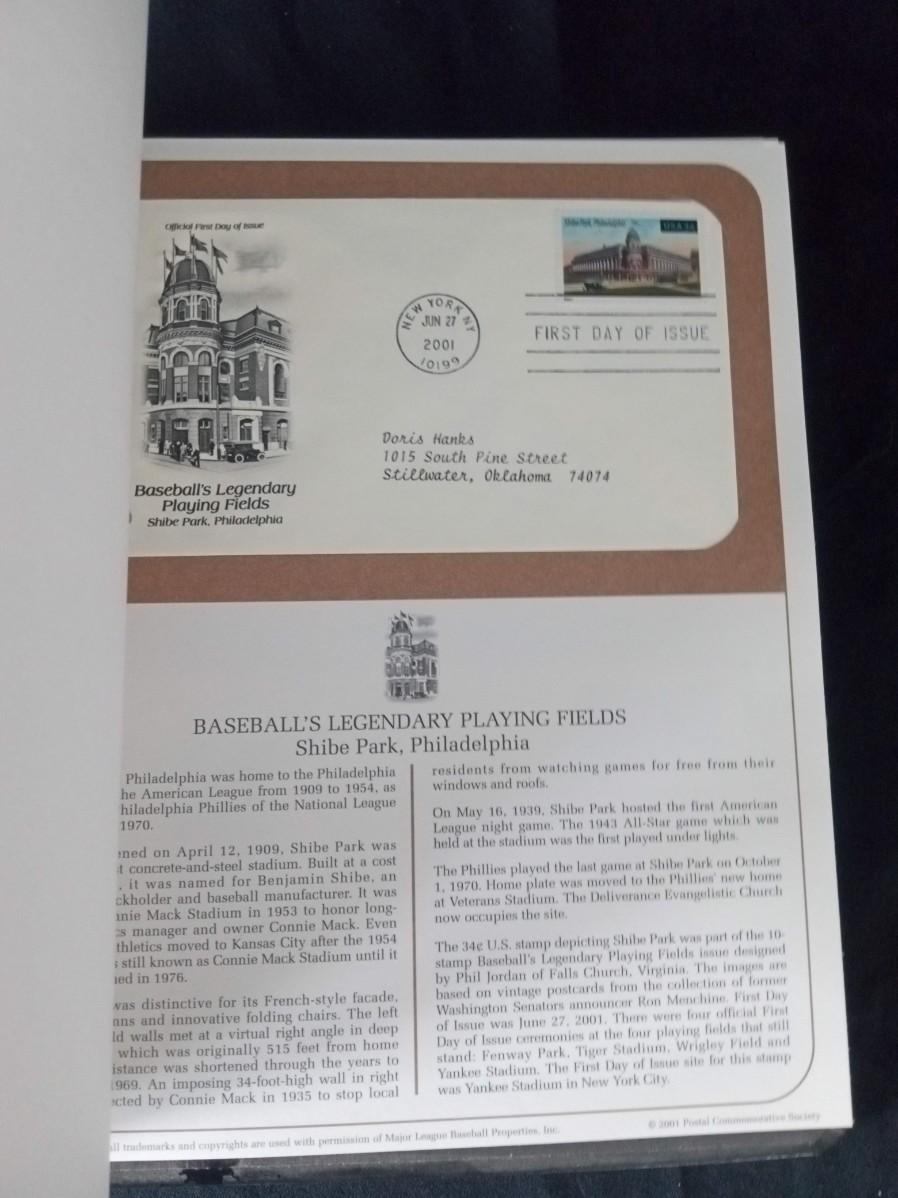 Official First Day of Issue
Shibe Park, Philadelphia
USA 34
NEW YORK NY
JUN 27
2001
10199
FIRST DAY OF ISSUE
Doris Hanks
1015 South Pine Street
Stillwater, Oklahoma 74074
Baseball's Legendary
Playing Fields
Shibe Park, Philadelphia
BASEBALL'S LEGENDARY PLAYING FIELDS
Shibe Park, Philadelphia
Philadelphia was home to the Philadelphia
he American League from 1909 to 1954, as
hiladelphia Phillies of the National League
1970.
ened on April 12, 1909, Shibe Park was
t concrete-and-steel stadium. Built at a cost
, it was named for Benjamin Shibe, an
ckholder and baseball manufacturer. It was
nnie Mack Stadium in 1953 to honor long-
cs manager and owner Connie Mack. Even
thletics moved to Kansas City after the 1954
s still known as Connie Mack Stadium until it
ned in 1976.
was distinctive for its French-style facade,
ns and innovative folding chairs. The left
ld walls met at a virtual right angle in deep
which was originally 515 feet from home
istance was shortened through the years to
1969. An imposing 34-foot-high wall in right
ected by Connie Mack in 1935 to stop local
residents from watching games for free from their
windows and roofs.
On May 16, 1939, Shibe Park hosted the first American
League night game. The 1943 All-Star game which was
held at the stadium was the first played under lights.
The Phillies played the last game at Shibe Park on October
1, 1970. Home plate was moved to the Phillies' new home
at Veterans Stadium. The Deliverance Evangelistic Church
now occupies the site.
The 34¢ U.S. stamp depicting Shibe Park was part of the 10-
stamp Baseball's Legendary Playing Fields issue designed
by Phil Jordan of Falls Church, Virginia. The images are
based on vintage postcards from the collection of former
Washington Senators announcer Ron Menchine. First Day
of Issue was June 27, 2001. There were four official First
Day of Issue ceremonies at the four playing fields that still
stand: Fenway Park, Tiger Stadium, Wrigley Field and
Yankee Stadium. The First Day of Issue site for this stamp
was Yankee Stadium in New York City.
all trademarks and copyrights are used with permission of Major League Baseball Properties, Inc.
© 2001 Postal Commemorative Society